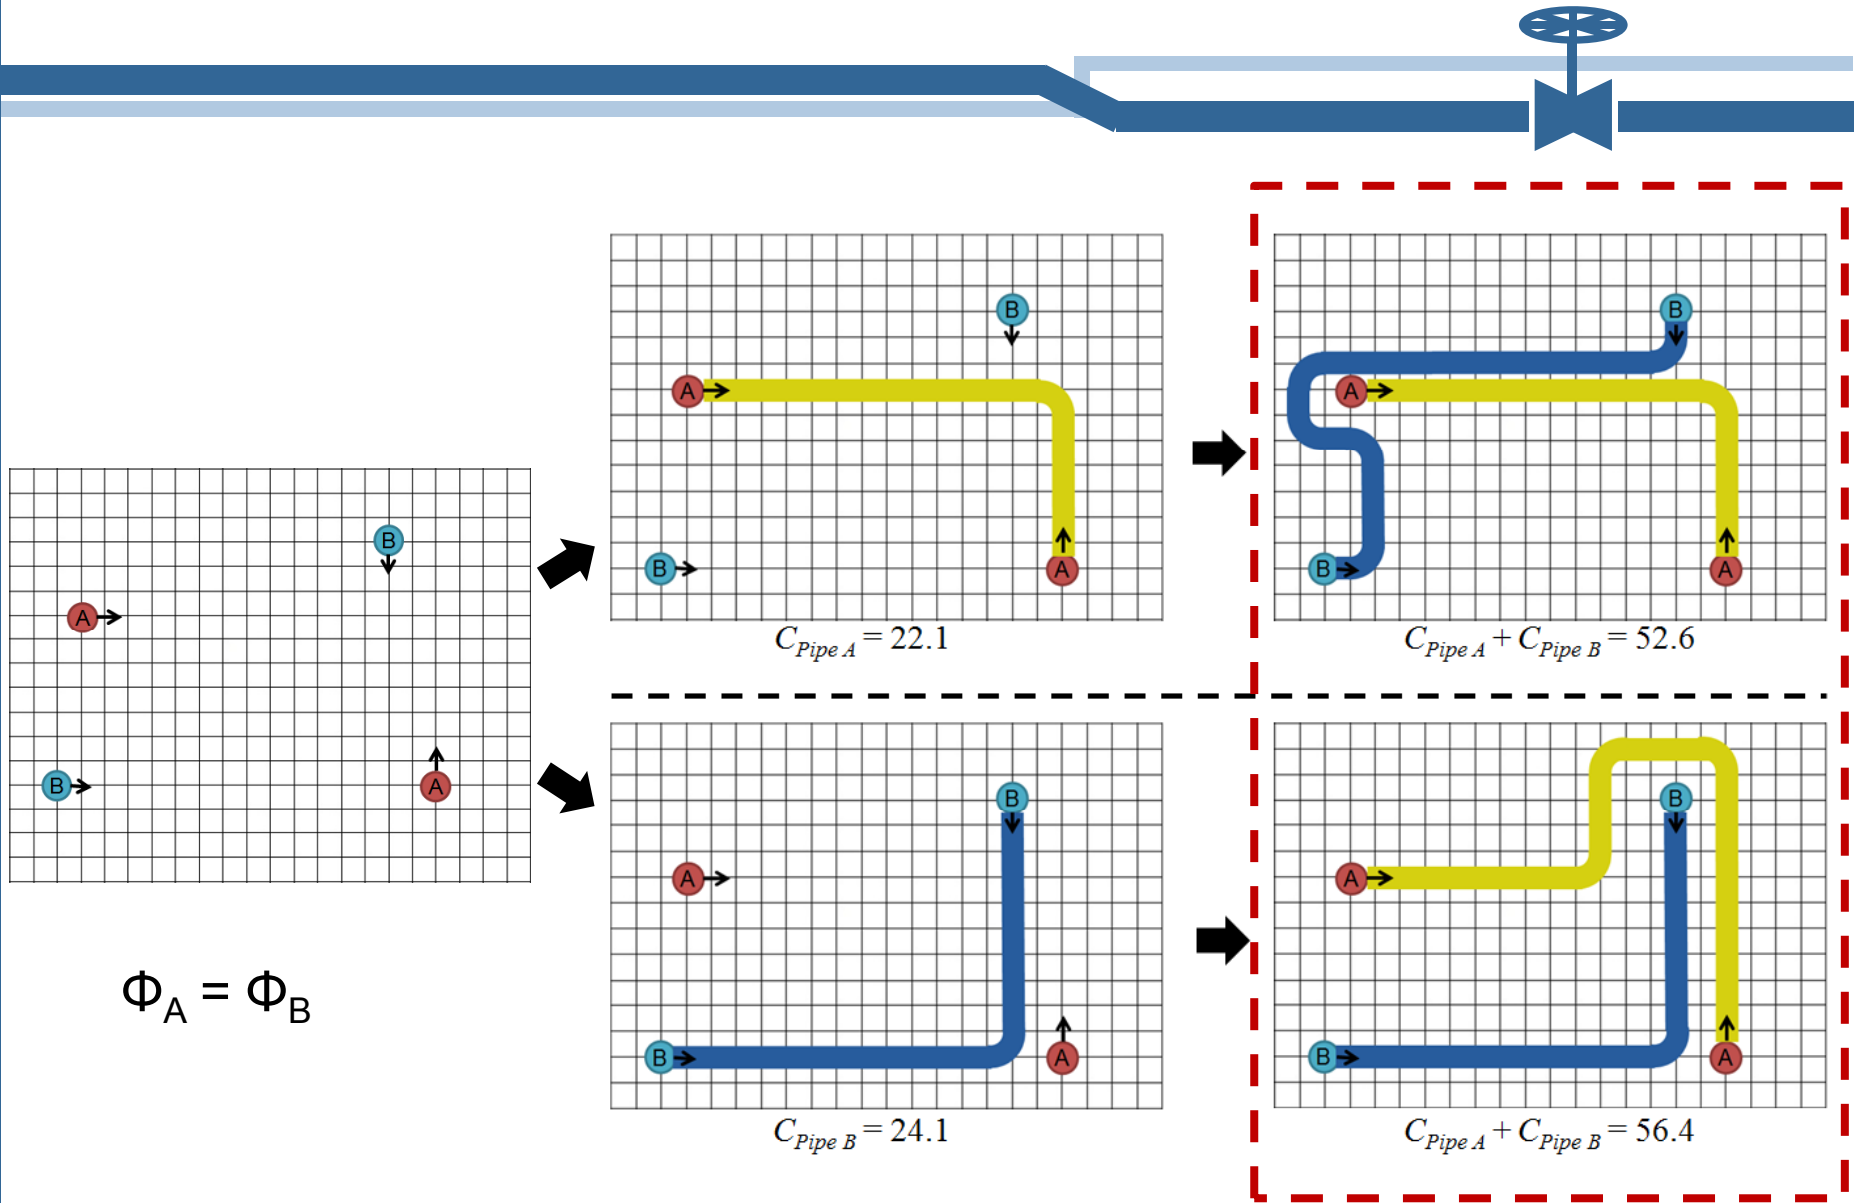 B
A
B
A
Φ_A = Φ_B
B
A
B
A
C_Pipe A = 22.1
B
A
B
A
C_Pipe A + C_Pipe B = 52.6
B
A
B
A
C_Pipe B = 24.1
B
A
B
A
C_Pipe A + C_Pipe B = 56.4